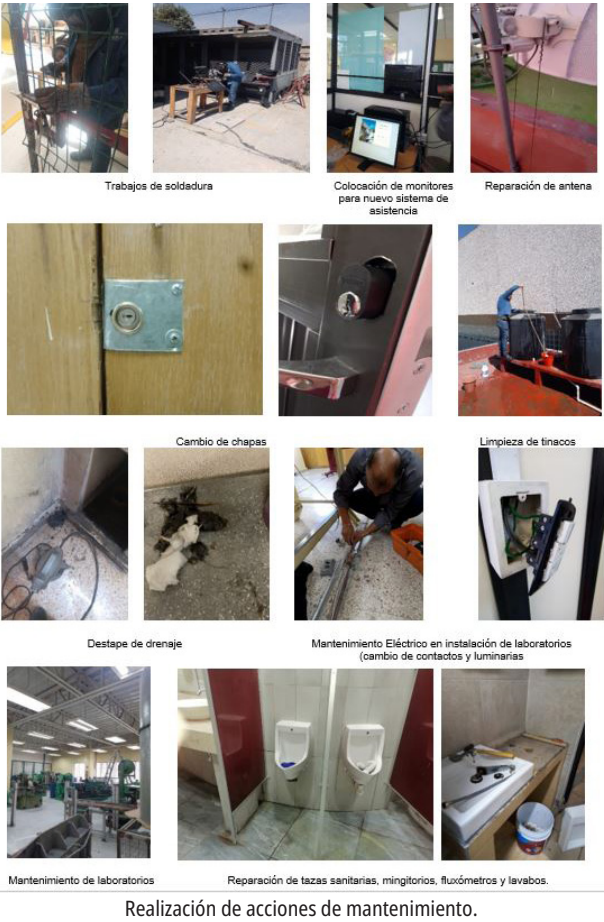 Trabajos de soldadura
Colocación de monitores
para nuevo sistema de
asistencia
Reparación de antena
Cambio de chapas
Limpieza de tinacos
Destape de drenaje
Mantenimiento Eléctrico en instalación de laboratorios
(cambio de contactos y luminarias
Mantenimiento de laboratorios
Reparación de tazas sanitarias, mingitorios, fluxómetros y lavabos.
Realización de acciones de mantenimiento.